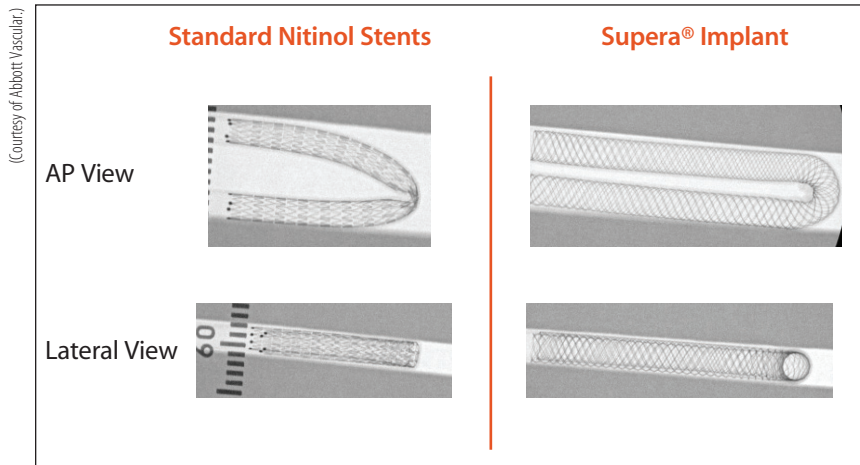 (Courtesy of Abbott Vascular.)
Standard Nitinol Stents
Supera® Implant
AP View
Lateral View
60